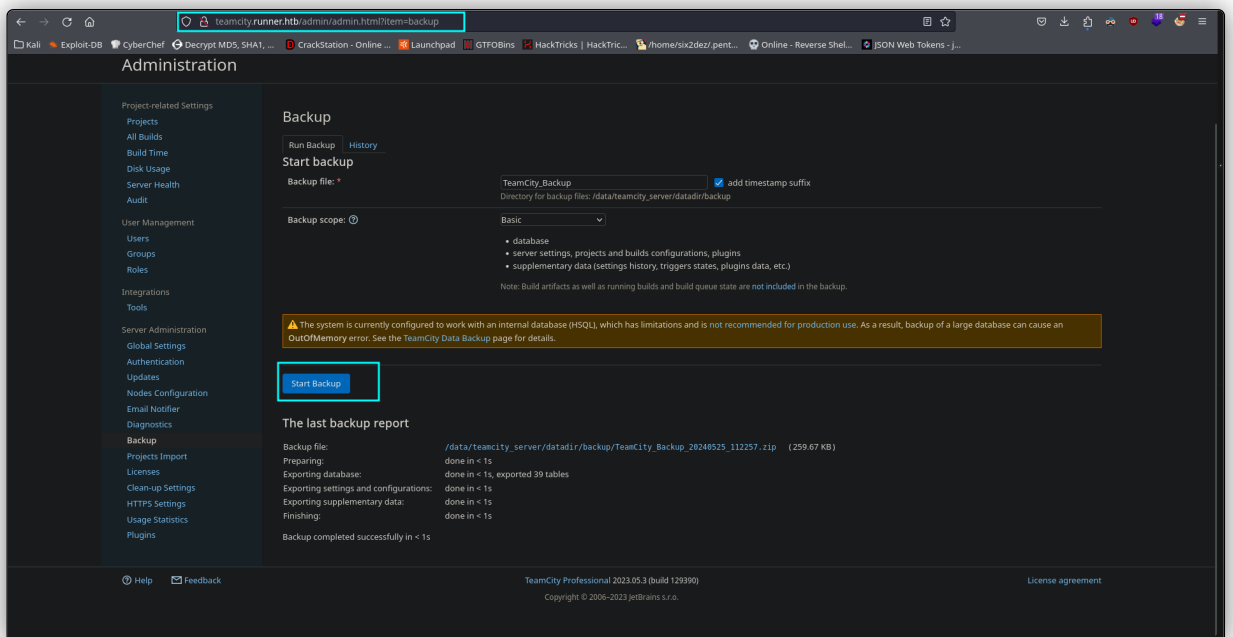 teamcity.runner.htb/admin/admin.html?item=backup
18
Kali Exploit-DB CyberChef Decrypt MD5, SHA1, ... CrackStation - Online ... Launchpad GTFOBins HackTricks | HackTric... /home/six2dez/.pent... Online - Reverse Shel... JSON Web Tokens - j...
Administration
Project-related Settings
Projects
All Builds
Build Time
Disk Usage
Server Health
Audit
User Management
Users
Groups
Roles
Integrations
Tools
Server Administration
Global Settings
Authentication
Updates
Nodes Configuration
Email Notifier
Diagnostics
Backup
Projects Import
Licenses
Clean-up Settings
HTTPS Settings
Usage Statistics
Plugins
Backup
Run Backup History
Start backup
Backup file: * TeamCity_Backup add timestamp suffix
Directory for backup files: /data/teamcity_server/datadir/backup
Backup scope: Basic
• database
• server settings, projects and builds configurations, plugins
• supplementary data (settings history, triggers states, plugins data, etc.)
Note: Build artifacts as well as running builds and build queue state are not included in the backup.
The system is currently configured to work with an internal database (HSQL), which has limitations and is not recommended for production use. As a result, backup of a large database can cause an
OutOfMemory error. See the TeamCity Data Backup page for details.
Start Backup
The last backup report
Backup file: /data/teamcity_server/datadir/backup/TeamCity_Backup_20240525_112257.zip (259.67 KB)
Preparing: done in < 1s
Exporting database: done in < 1s, exported 39 tables
Exporting settings and configurations: done in < 1s
Exporting supplementary data: done in < 1s
Finishing: done in < 1s
Backup completed successfully in < 1s
Help Feedback TeamCity Professional 2023.05.3 (build 129390) License agreement
Copyright © 2006–2023 JetBrains s.r.o.